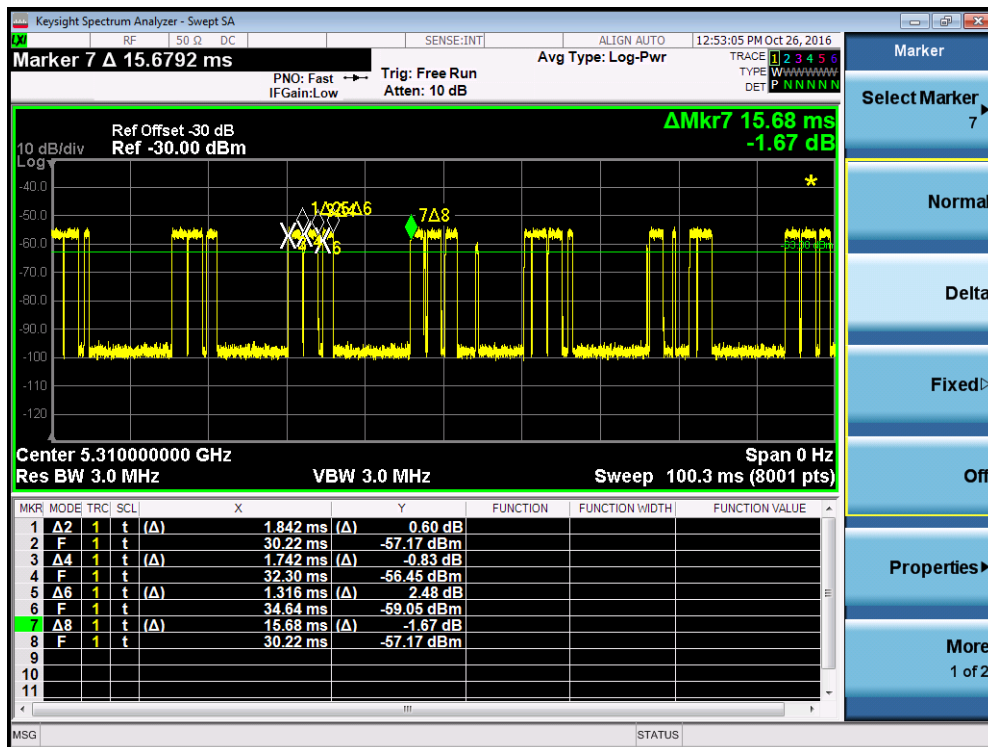 Keysight Spectrum Analyzer - Swept SA
LXI RF 50 Ω DC SENSE:INT ALIGN AUTO 12:53:05 PM Oct 26, 2016
Marker 7 Δ 15.6792 ms
PNO: Fast Trig: Free Run Avg Type: Log-Pwr TRACE 1 2 3 4 5 6
IFGain:Low Atten: 10 dB TYPE WWWWWW
DET P N N N N N
Ref Offset -30 dB ΔMkr7 15.68 ms
10 dB/div Ref -30.00 dBm -1.67 dB
Log
-40.0
-50.0
-60.0
-70.0
-80.0
-90.0
-100
-110
-120
7Δ8
Center 5.310000000 GHz Span 0 Hz
Res BW 3.0 MHz VBW 3.0 MHz Sweep 100.3 ms (8001 pts)
MKR MODE TRC SCL X Y FUNCTION FUNCTION WIDTH FUNCTION VALUE
1 Δ2 1 t (Δ) 1.842 ms (Δ) 0.60 dB
2 F 1 t 30.22 ms -57.17 dBm
3 Δ4 1 t (Δ) 1.742 ms (Δ) -0.83 dB
4 F 1 t 32.30 ms -56.45 dBm
5 Δ6 1 t (Δ) 1.316 ms (Δ) 2.48 dB
6 F 1 t 34.64 ms -59.05 dBm
7 Δ8 1 t (Δ) 15.68 ms (Δ) -1.67 dB
8 F 1 t 30.22 ms -57.17 dBm
9
10
11
MSG STATUS
Marker
Select Marker
7
Normal
Delta
Fixed
Off
Properties
More
1 of 2